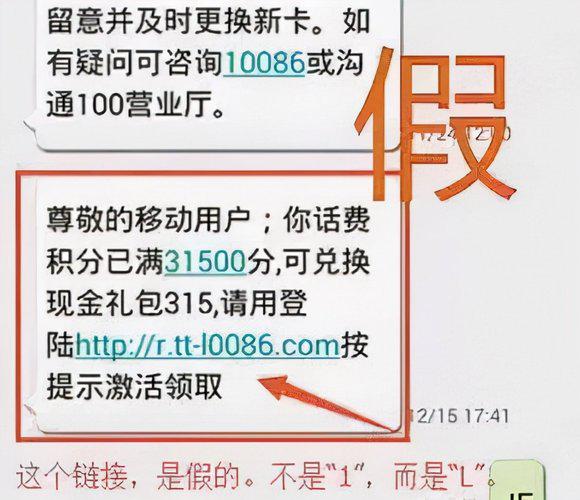 留意并及时更换新卡。如
有疑问可咨询10086或沟
通100营业厅。
假
尊敬的移动用户；你话费
积分已满31500分,可兑换
现金礼包315,请用登
陆http://r.tt-l0086.com按
提示激活领取
12/15 17:41
这个链接，是假的。不是“1”，而是“L”。